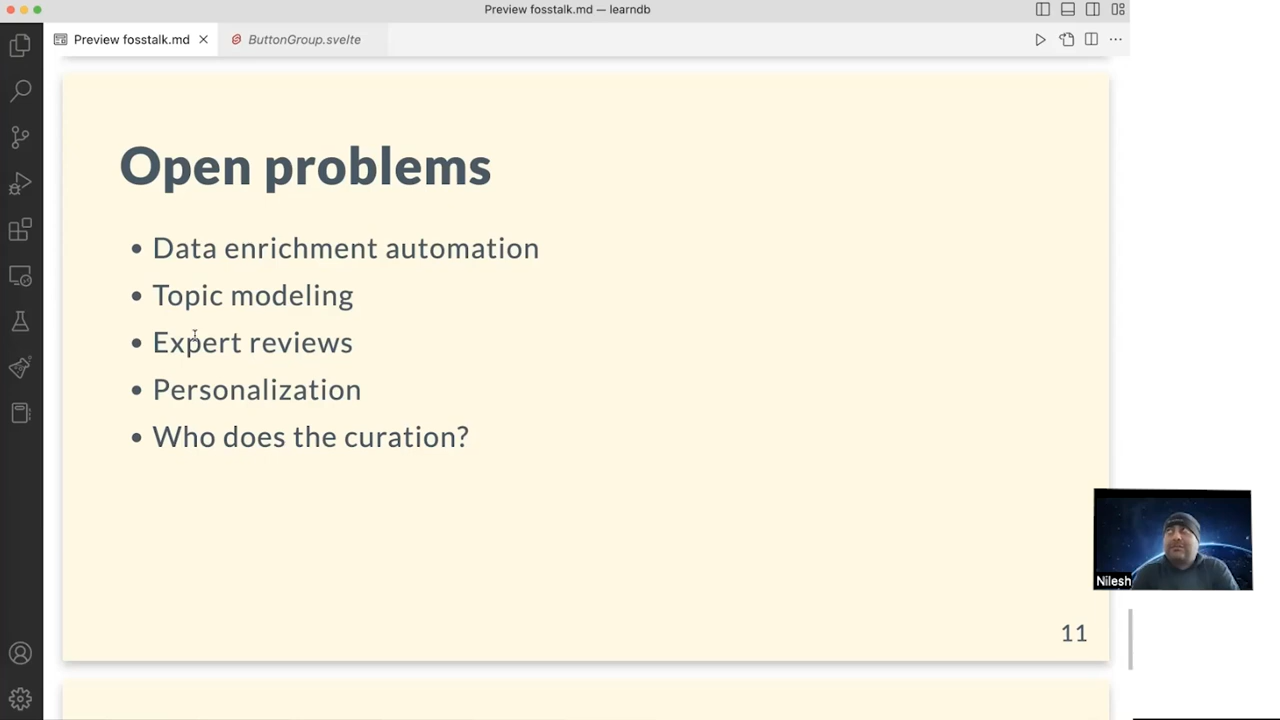 Preview fosstalk.md — learndb
Preview fosstalk.md
ButtonGroup.svelte
Open problems
• Data enrichment automation
• Topic modeling
• Expert reviews
• Personalization
• Who does the curation?
Nilesh
11